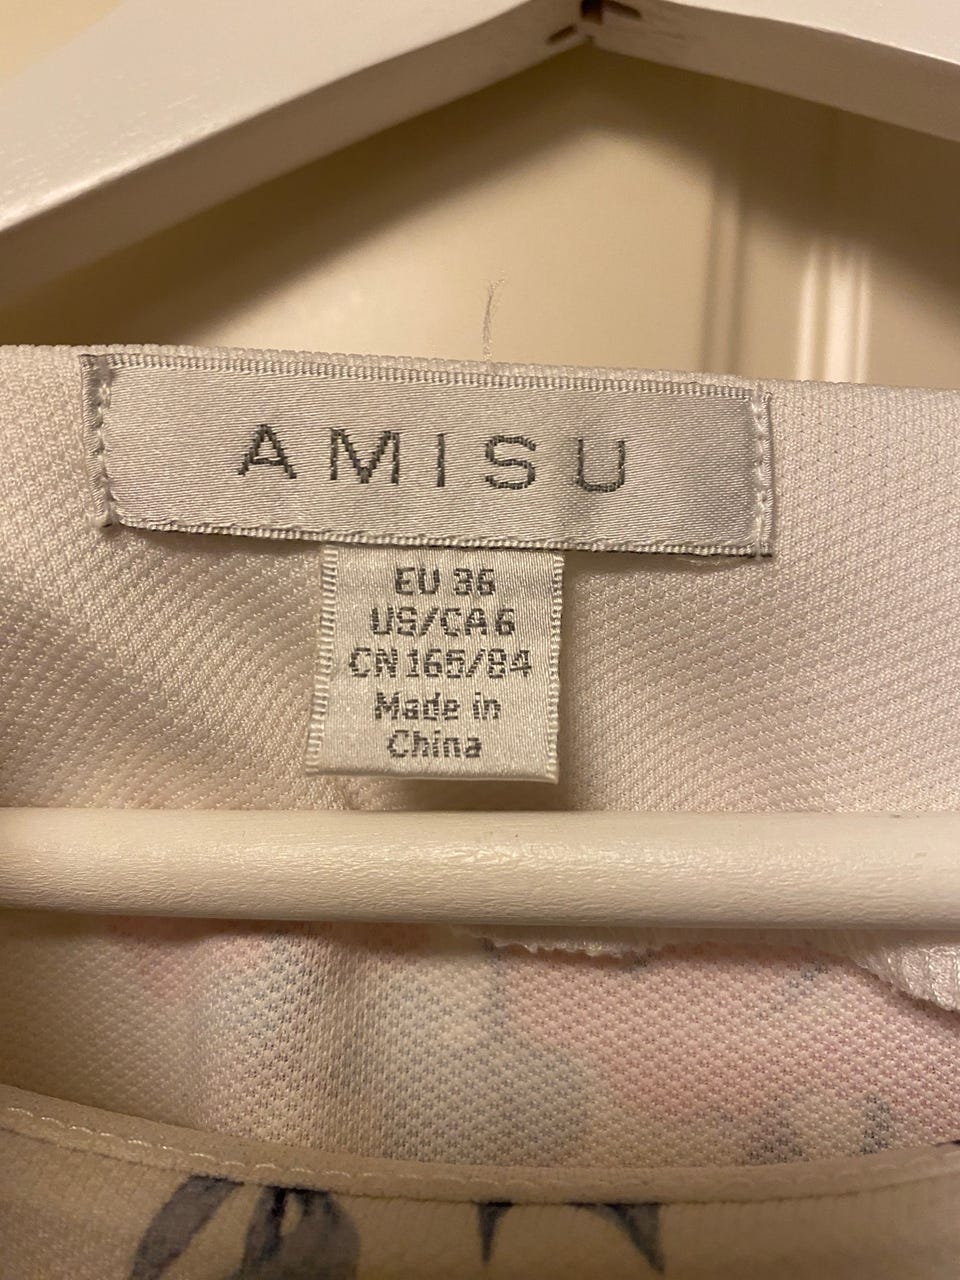 AMISU
EU 36
US/CA 6
CN 165/84
Made in
China